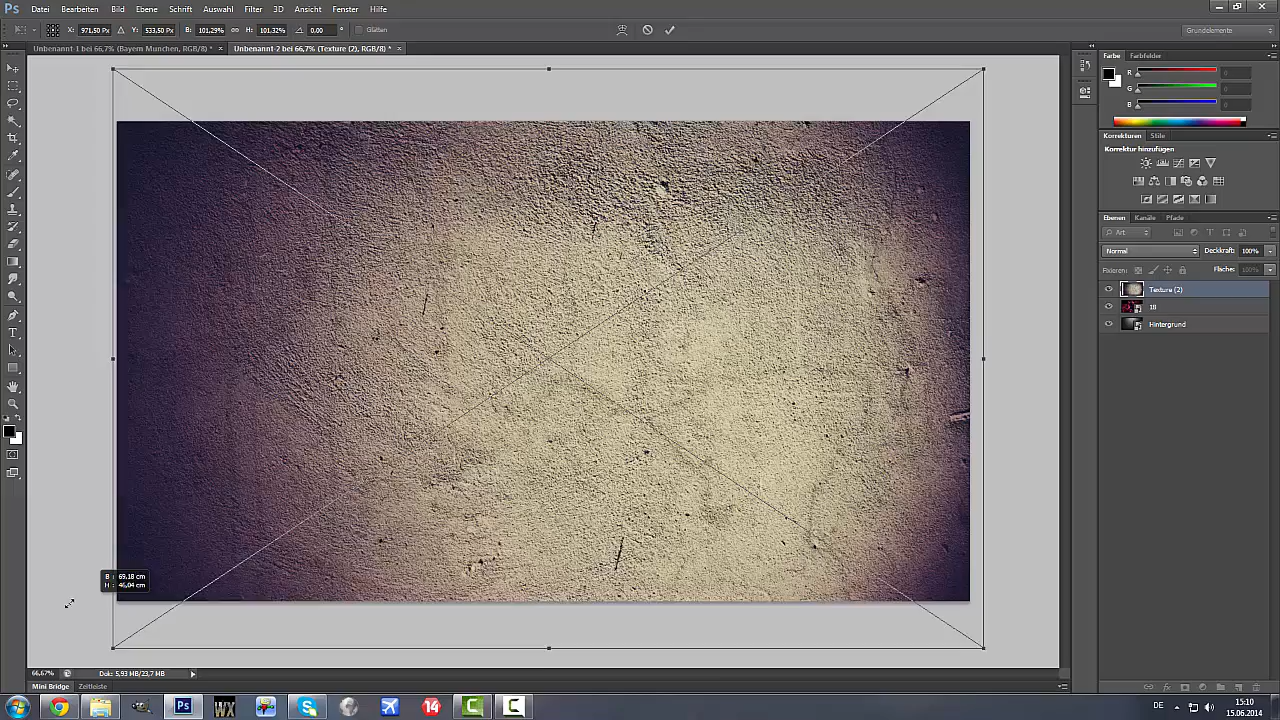 Ps Datei Bearbeiten Bild Ebene Schrift Auswahl Filter 3D Ansicht Fenster Hilfe
X: 971,50 Px Y: 533,50 Px B: 101,29% H: 101,32% 0,00 ° Glätten Grundelemente
Unbenannt-1 bei 66,7% (Bayern Munchen, RGB/8) * × Unbenannt-2 bei 66,7% (Texture (2), RGB/8) * ×
Farbe Farbfelder
R 0
G 0
B 0
Korrekturen Stile
Korrektur hinzufügen
Ebenen Kanäle Pfade
Art
Normal Deckkraft: 100%
Fixieren: Fläche: 100%
Texture (2)
18
Hintergrund
B: 69,18 cm
H: 46,04 cm
66,67% Dok: 5,93 MB/23,7 MB
Mini Bridge Zeitleiste
Ps WX 14 DE 15:10
15.06.2014